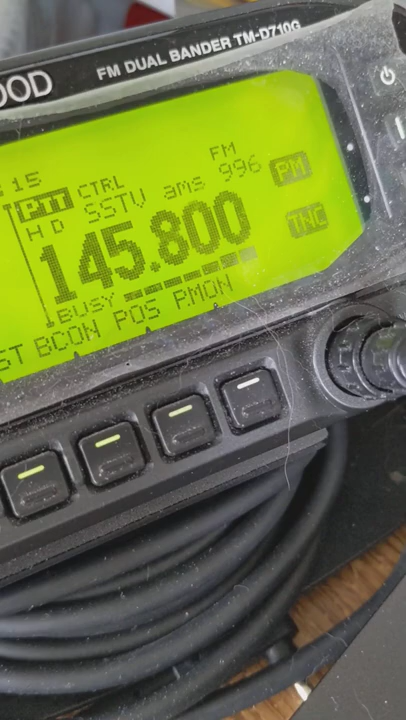 OOD FM DUAL BANDER TM-D710G
:15 FM
PTT CTRL 996 PM
H D SSTV ams
145.800 TNC
BUSY
ST BCON POS P.MON